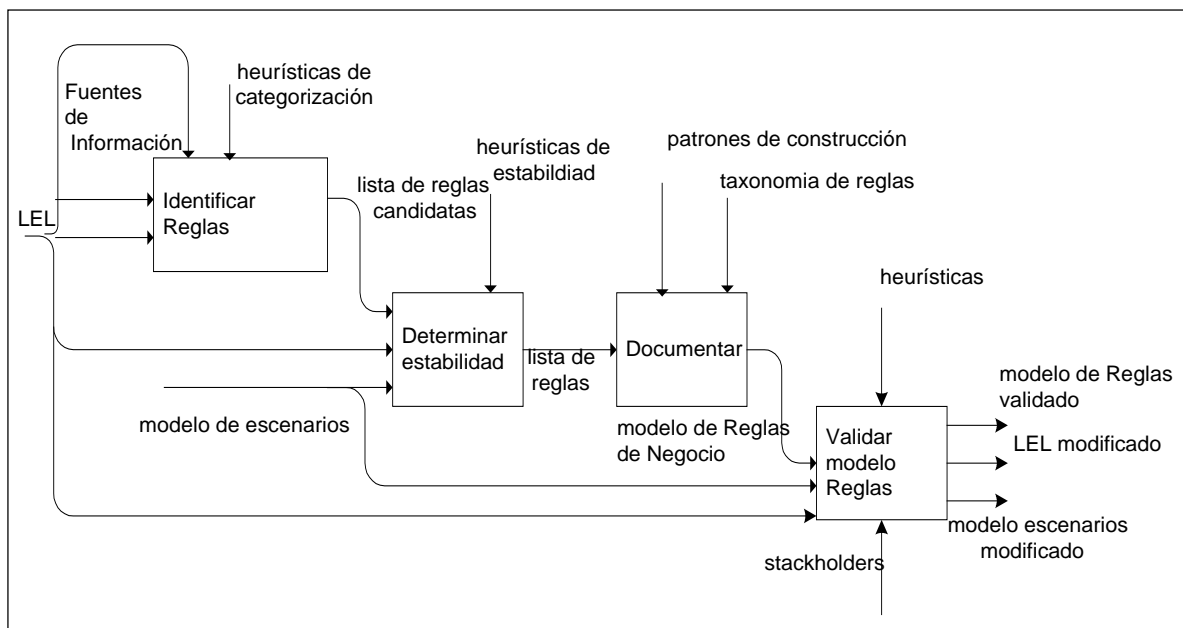 heurísticas de
categorización
Fuentes
de
Información
LEL
Identificar
Reglas
lista de reglas
candidatas
heurísticas de
estabildiad
patrones de construcción
taxonomia de reglas
Determinar
estabilidad
lista de
reglas
Documentar
heurísticas
modelo de escenarios
modelo de Reglas
de Negocio
Validar
modelo
Reglas
modelo de Reglas
validado
LEL modificado
modelo escenarios
modificado
stackholders